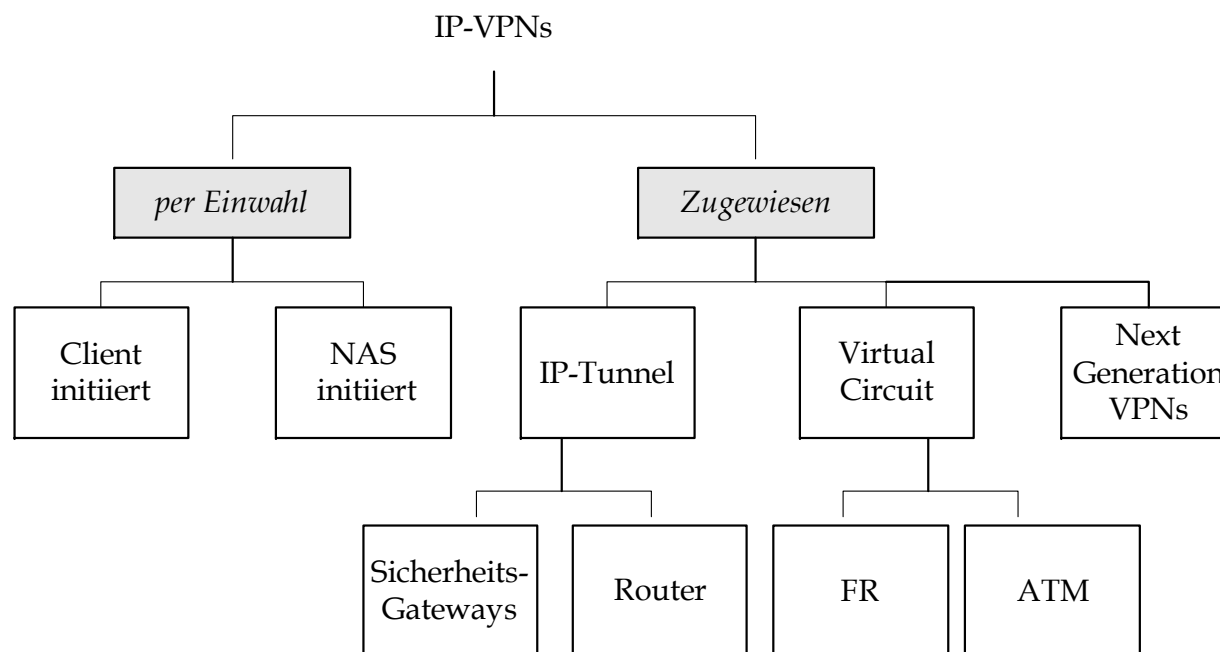 IP-VPNs
per Einwahl
Zugewiesen
Client
initiiert
NAS
initiiert
IP-Tunnel
Virtual
Circuit
Next
Generation
VPNs
Sicherheits-
Gateways
Router
FR
ATM